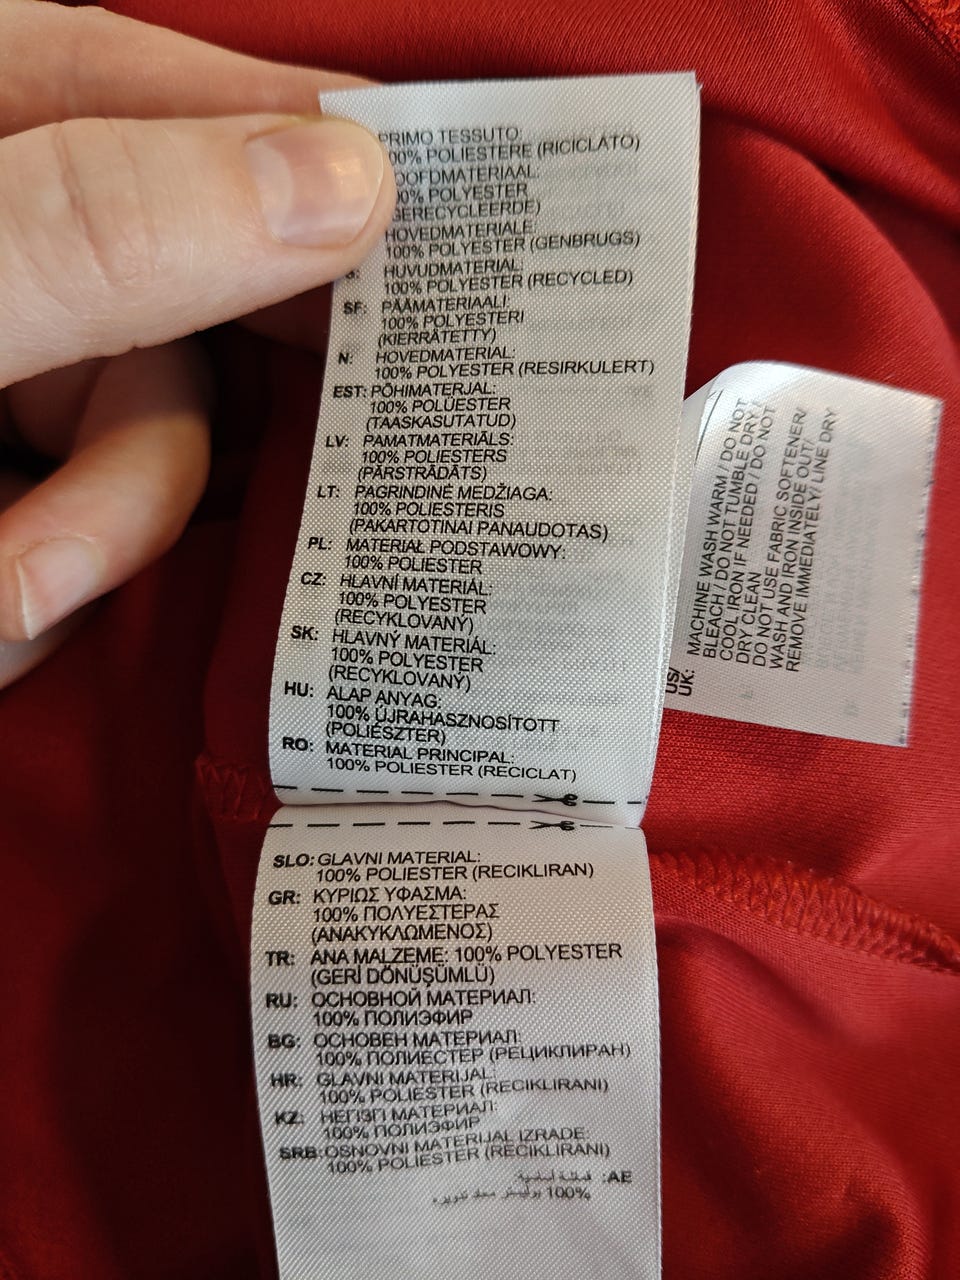 PRIMO TESSUTO:
00% POLIESTERE (RICICLATO)
OOFDMATERIAAL:
0% POLYESTER
GERECYCLEERDE)
HOVEDMATERIALE:
100% POLYESTER (GENBRUGS)
S: HUVUDMATERIAL:
100% POLYESTER (RECYCLED)
SF: PÄÄMATERIAALI:
100% POLYESTERI
(KIERRÄTETTY)
N: HOVEDMATERIAL:
100% POLYESTER (RESIRKULERT)
EST: PÕHIMATERJAL:
100% POLÜESTER
(TAASKASUTATUD)
LV: PAMATMATERIĀLS:
100% POLIESTERS
(PĀRSTRĀDĀTS)
LT: PAGRINDINĖ MEDŽIAGA:
100% POLIESTERIS
(PAKARTOTINAI PANAUDOTAS)
PL: MATERIAŁ PODSTAWOWY:
100% POLIESTER
CZ: HLAVNÍ MATERIÁL:
100% POLYESTER
(RECYKLOVANÝ)
SK: HLAVNÝ MATERIÁL:
100% POLYESTER
(RECYKLOVANÝ)
HU: ALAP ANYAG:
100% ÚJRAHASZNOSÍTOTT
(POLIÉSZTER)
RO: MATERIAL PRINCIPAL:
100% POLIESTER (RECICLAT)
SLO: GLAVNI MATERIAL:
100% POLIESTER (RECIKLIRAN)
GR: ΚΥΡΙΩΣ ΥΦΑΣΜΑ:
100% ΠΟΛΥΕΣΤΕΡΑΣ
(ΑΝΑΚΥΚΛΩΜΕΝΟΣ)
TR: ANA MALZEME: 100% POLYESTER
(GERİ DÖNÜŞÜMLÜ)
RU: ОСНОВНОЙ МАТЕРИАЛ:
100% ПОЛИЭФИР
BG: ОСНОВЕН МАТЕРИАЛ:
100% ПОЛИЕСТЕР (РЕЦИКЛИРАН)
HR: GLAVNI MATERIJAL:
100% POLIESTER (RECIKLIRANI)
KZ: НЕГІЗГІ МАТЕРИАЛ:
100% ПОЛИЭФИР
SRB: OSNOVNI MATERIJAL IZRADE:
100% POLIESTER (RECIKLIRANI)
AE:
100%
US/
UK:
MACHINE WASH WARM / DO NOT
BLEACH / DO NOT TUMBLE DRY /
COOL IRON IF NEEDED / DO NOT
DRY CLEAN
DO NOT USE FABRIC SOFTENER/
WASH AND IRON INSIDE OUT/
REMOVE IMMEDIATELY/ LINE DRY